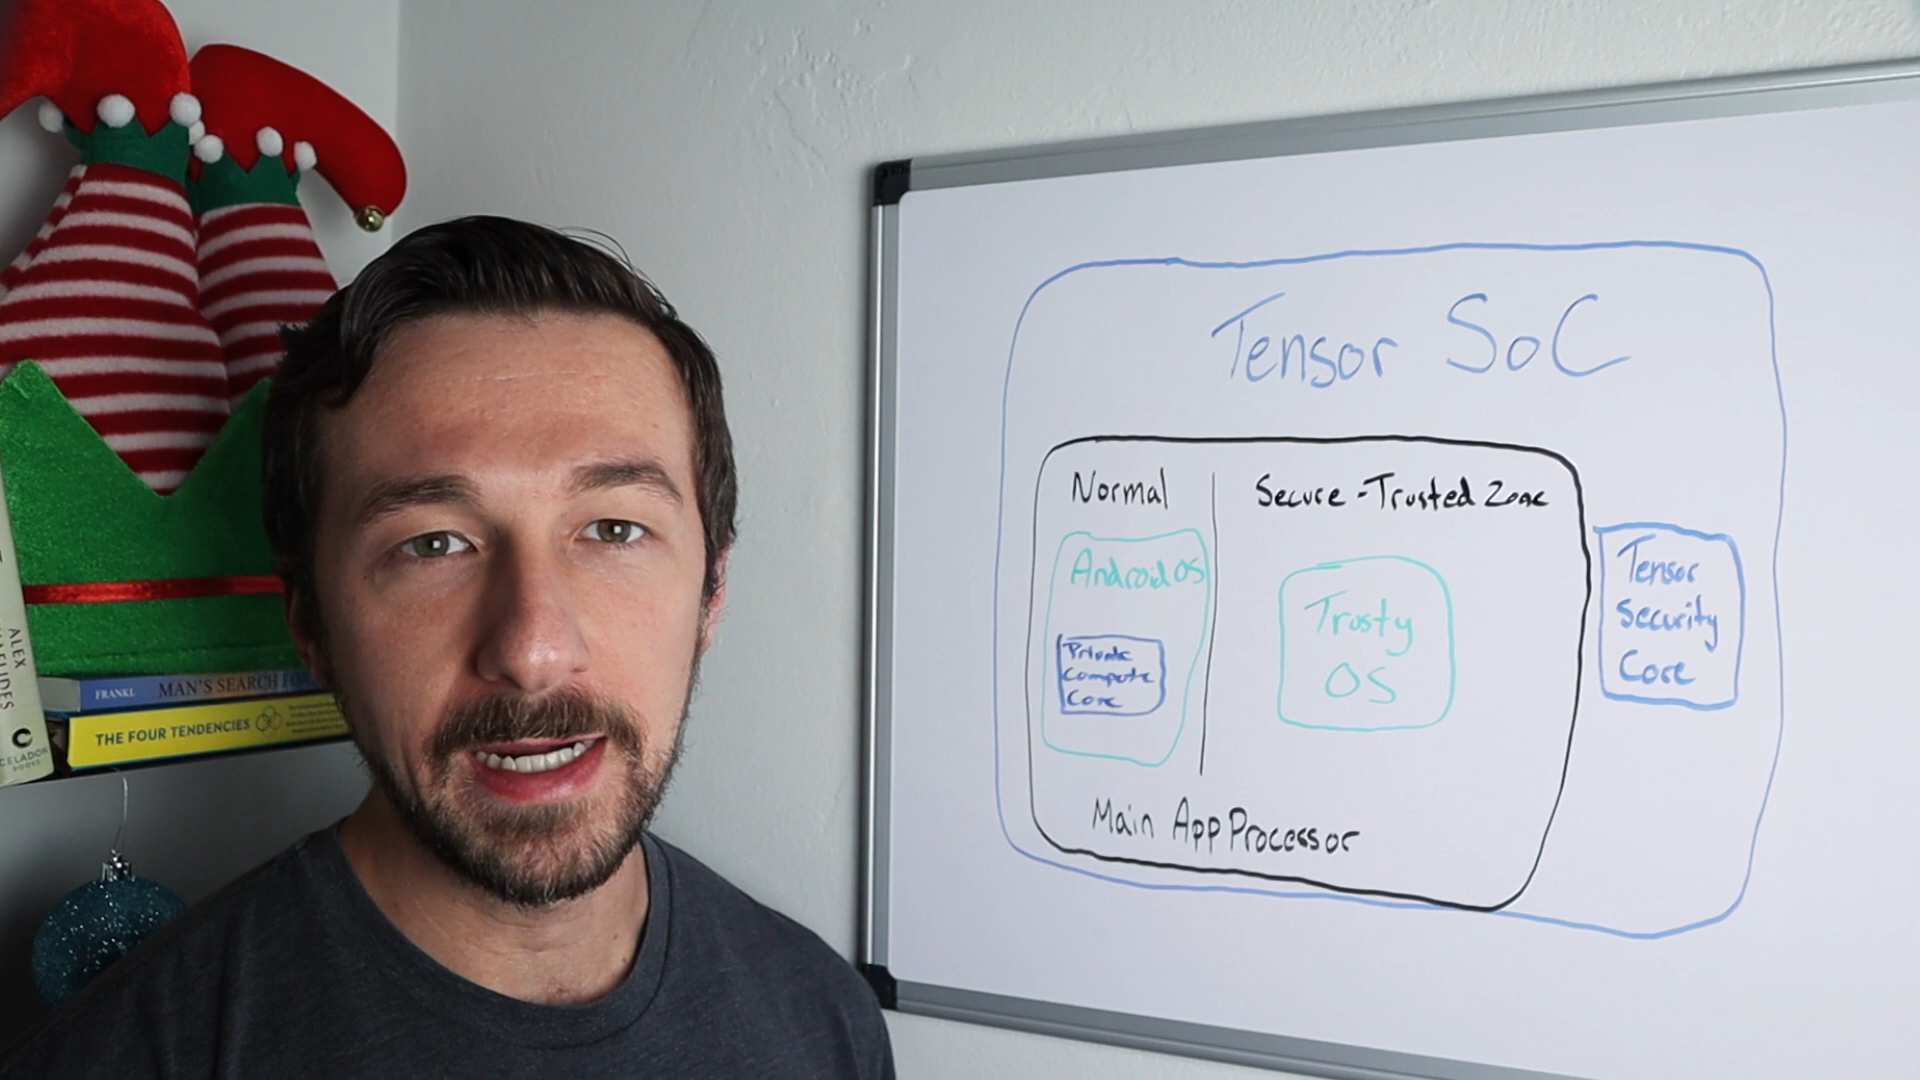 Tensor SoC
Normal
Secure - Trusted Zone
Android OS
Private
Compute
Core
Trusty
OS
Tensor
Security
Core
Main App Processor
ALEX
CELADON
BOOKS
FRANKL MAN'S SEARCH
THE FOUR TENDENCIES